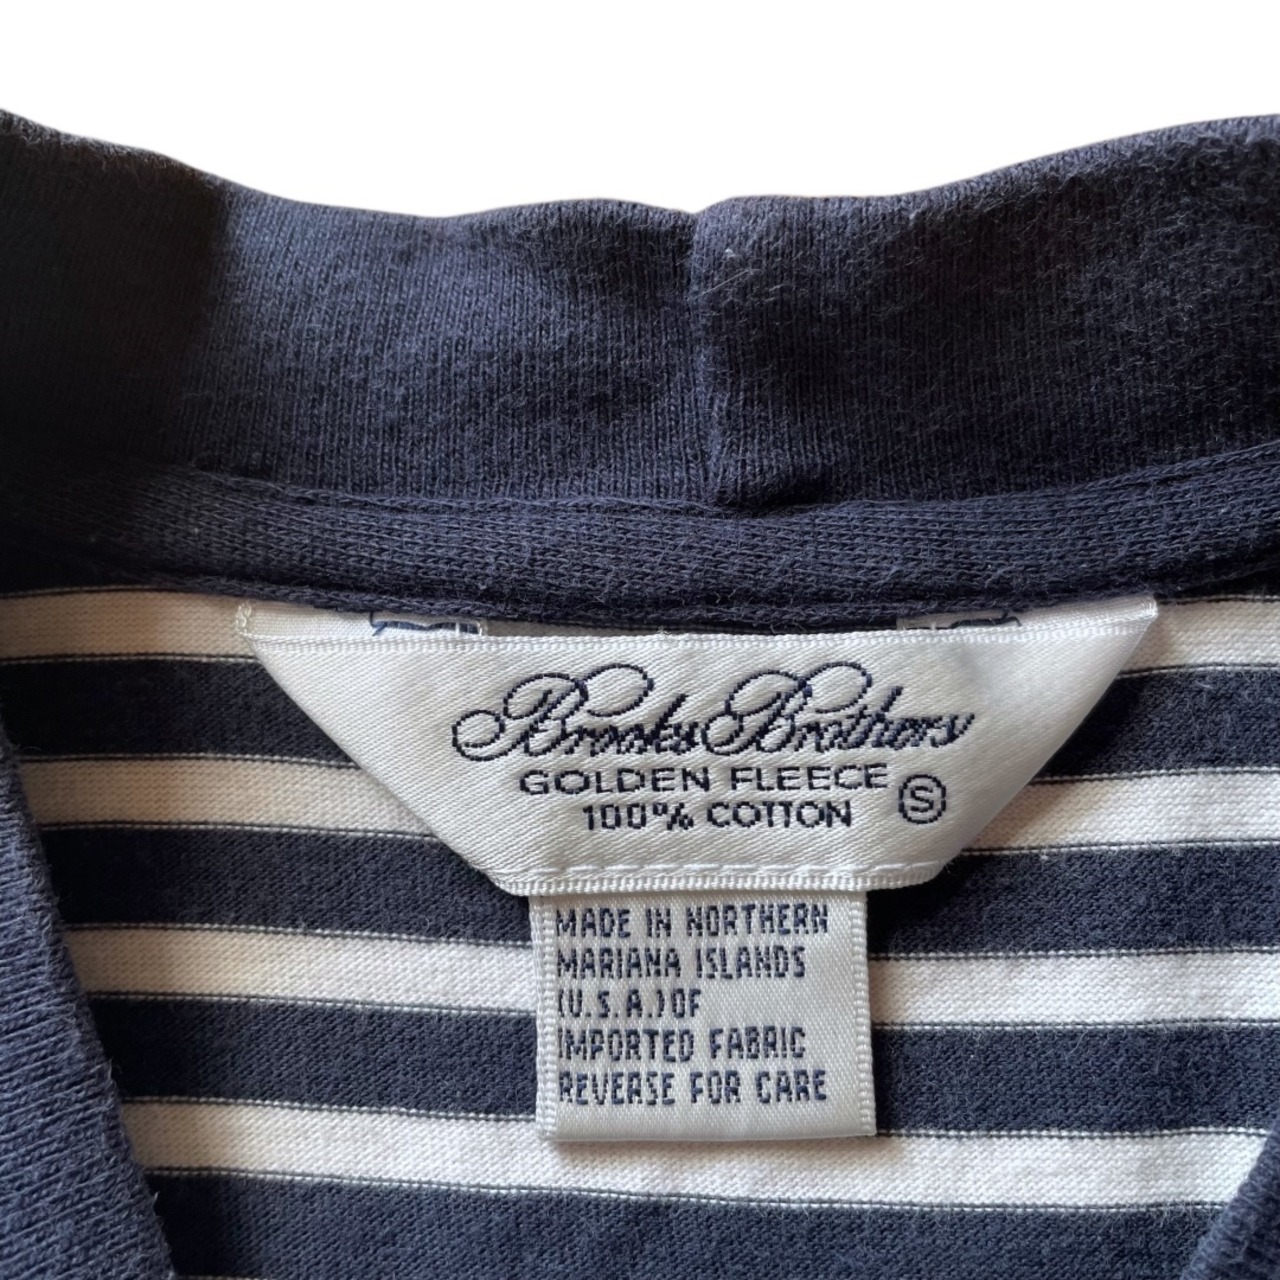 Brooks Brothers
GOLDEN FLEECE
100% COTTON
S
MADE IN NORTHERN
MARIANA ISLANDS
(U.S.A.) OF
IMPORTED FABRIC
REVERSE FOR CARE